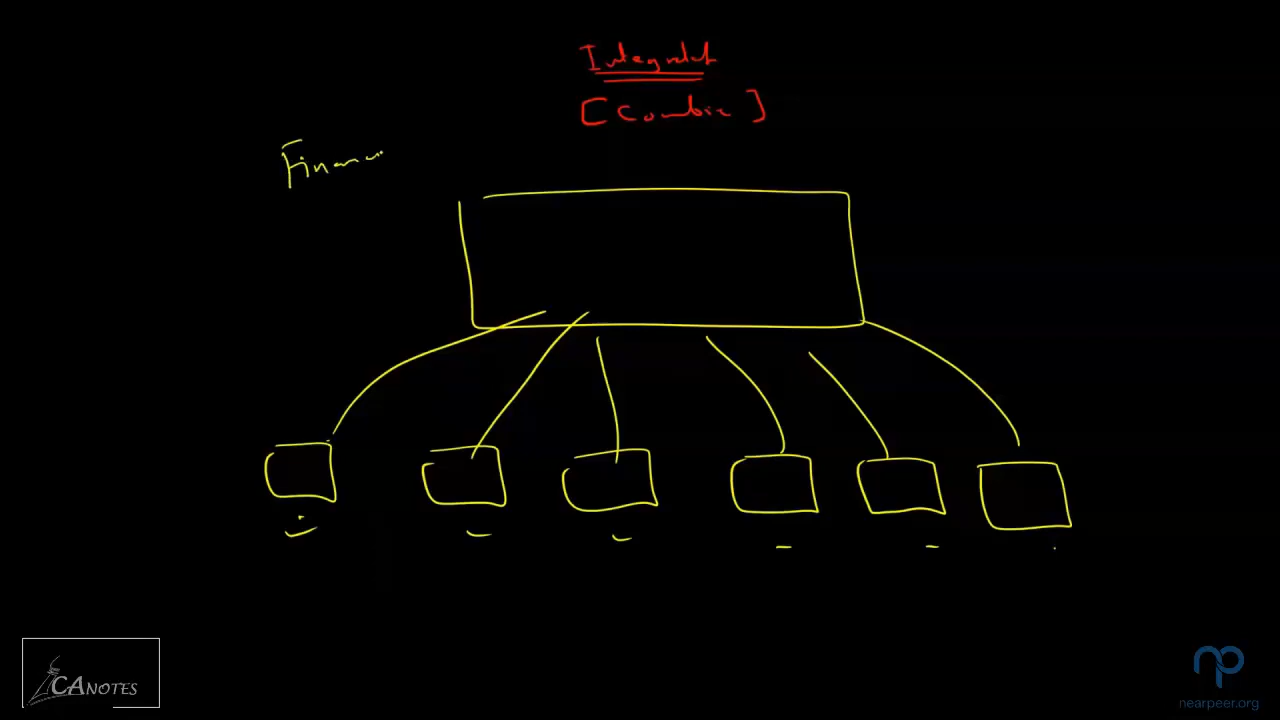 Integrated
[Combine]
Finan
CANOTES
nearpeer.org